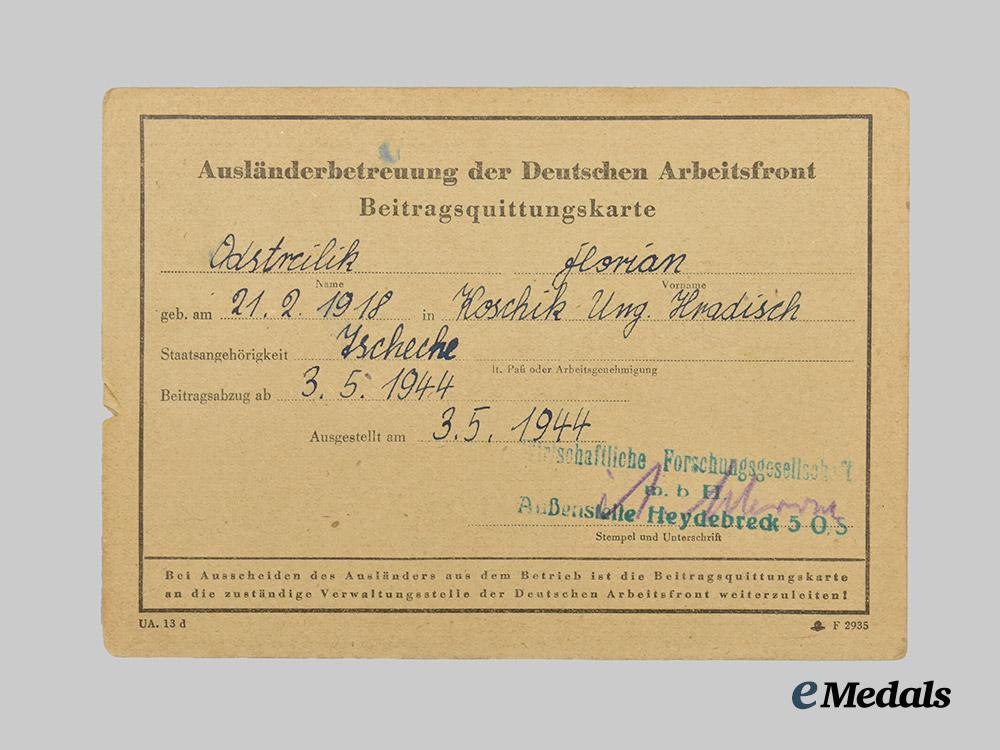 Ausländerbetreuung der Deutschen Arbeitsfront
Beitragsquittungskarte
Odstrcilik Florian
Name Vorname
geb. am 21. 2. 1918 in Koschik Ung. Hradisch
Staatsangehörigkeit Tscheche
lt. Paß oder Arbeitsgenehmigung
Beitragsabzug ab 3. 5. 1944
Ausgestellt am 3.5. 1944
Wirtschaftliche Forschungsgesellschaft
m. b H.
Außenstelle Heydebreck 5 O.S
Stempel und Unterschrift
Bei Ausscheiden des Ausländers aus dem Betrieb ist die Beitragsquittungskarte
an die zuständige Verwaltungsstelle der Deutschen Arbeitsfront weiterzuleiten!
UA. 13 d F 2935
eMedals